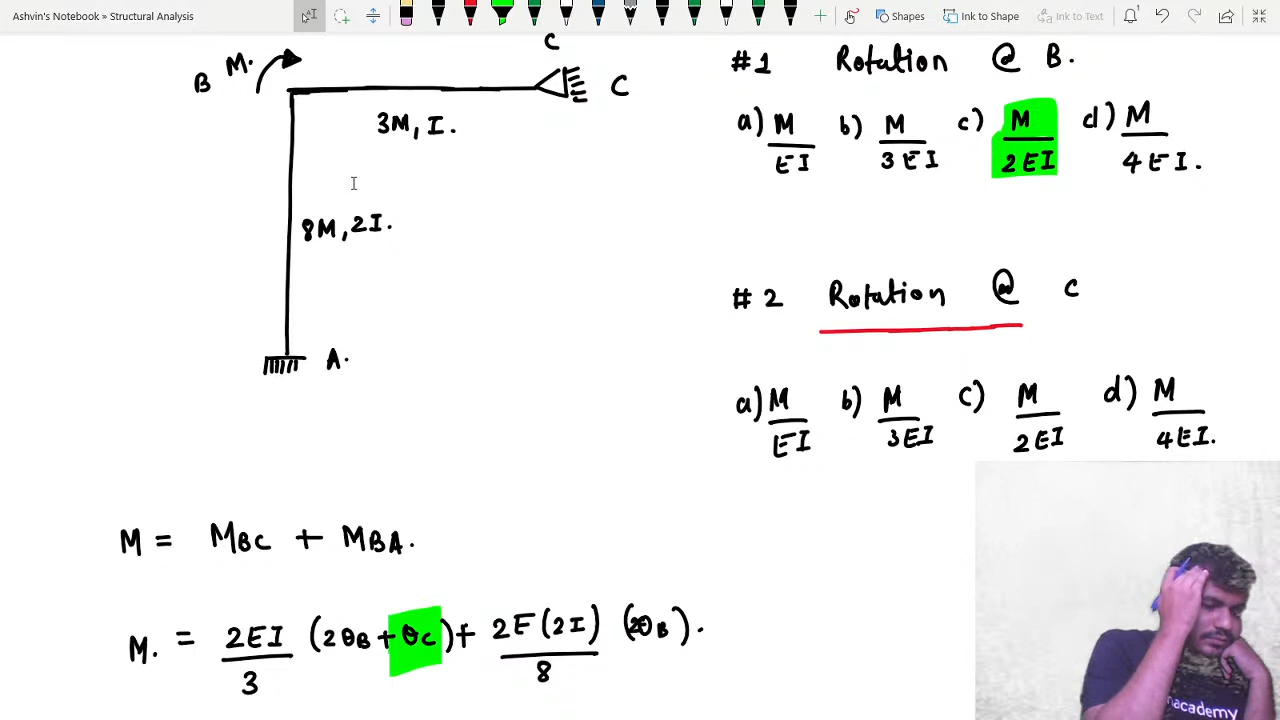 Ashvin's Notebook » Structural Analysis
Shapes
Ink to Shape
Ink to Text
C
B M.
C
3M, I.
8M, 2I.
A.
#1 Rotation @ B.
a) M/EI b) M/3EI c) M/2EI d) M/4EI.
#2 Rotation @ C
a) M/EI b) M/3EI c) M/2EI d) M/4EI.
M = MBC + MBA.
M. = 2EI/3 (2θB + θC) + 2E(2I)/8 (2θB).
nacademy